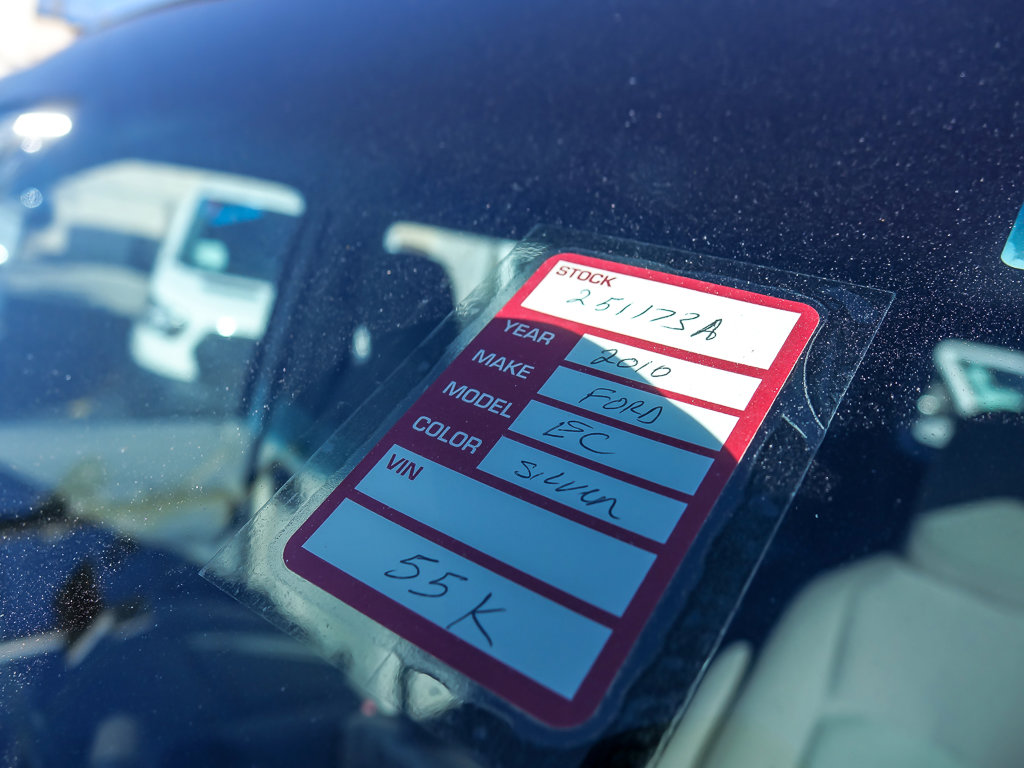 STOCK
251173A
YEAR 2010
MAKE FORD
MODEL EC
COLOR SILVER
VIN
55K